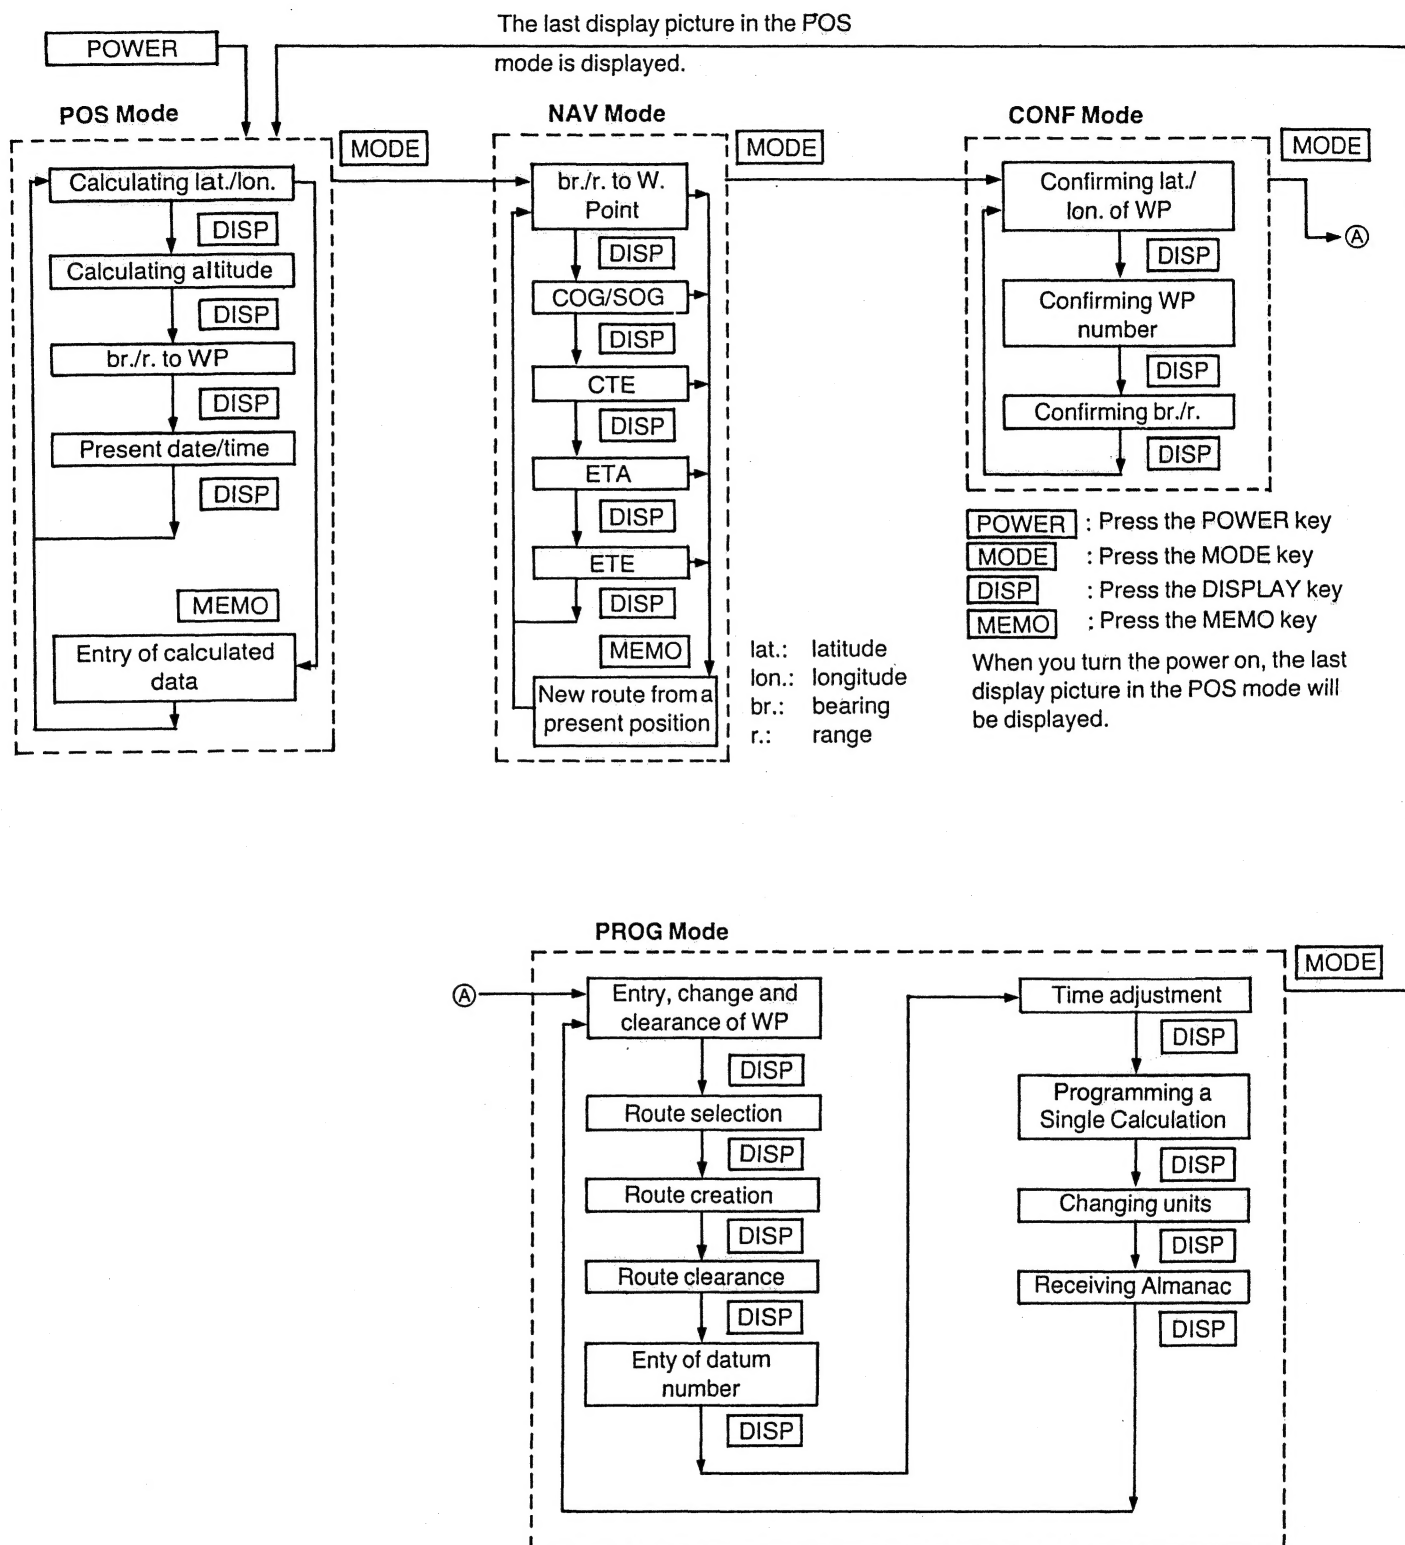 The last display picture in the POS
mode is displayed.
POWER
POS Mode
MODE
Calculating lat./lon.
DISP
Calculating altitude
DISP
br./r. to WP
DISP
Present date/time
DISP
MEMO
Entry of calculated
data
NAV Mode
MODE
br./r. to W.
Point
DISP
COG/SOG
DISP
CTE
DISP
ETA
DISP
ETE
DISP
MEMO
New route from a
present position
CONF Mode
MODE
Confirming lat./
lon. of WP
DISP
Confirming WP
number
DISP
Confirming br./r.
DISP
A
POWER : Press the POWER key
MODE : Press the MODE key
DISP : Press the DISPLAY key
MEMO : Press the MEMO key
lat.: latitude
lon.: longitude
br.: bearing
r.: range
When you turn the power on, the last
display picture in the POS mode will
be displayed.
PROG Mode
MODE
A
Entry, change and
clearance of WP
DISP
Route selection
DISP
Route creation
DISP
Route clearance
DISP
Enty of datum
number
DISP
Time adjustment
DISP
Programming a
Single Calculation
DISP
Changing units
DISP
Receiving Almanac
DISP